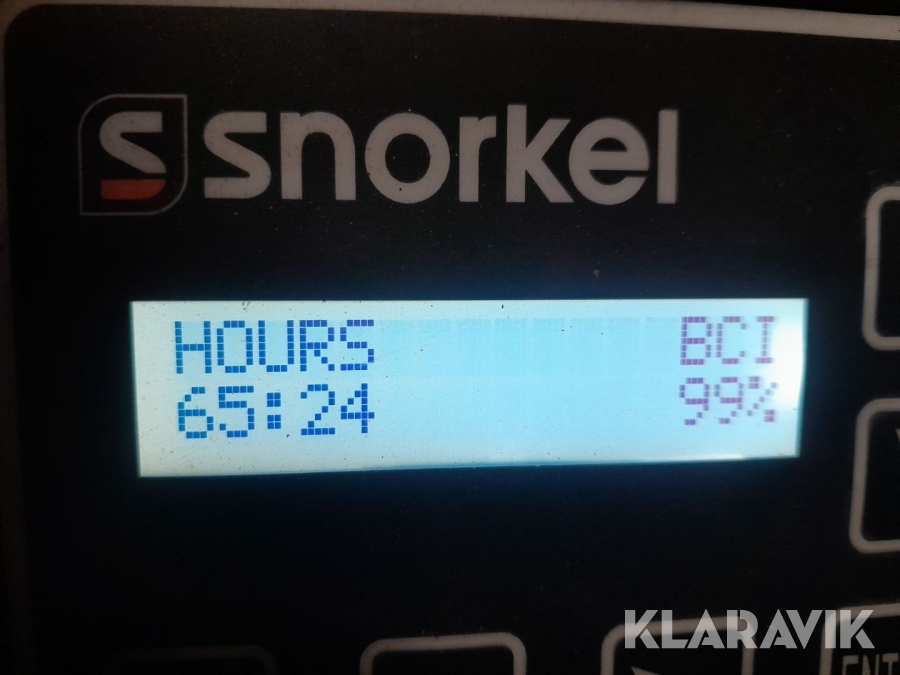 snorkel
HOURS BCI
65:24 99%
KLARAVIK